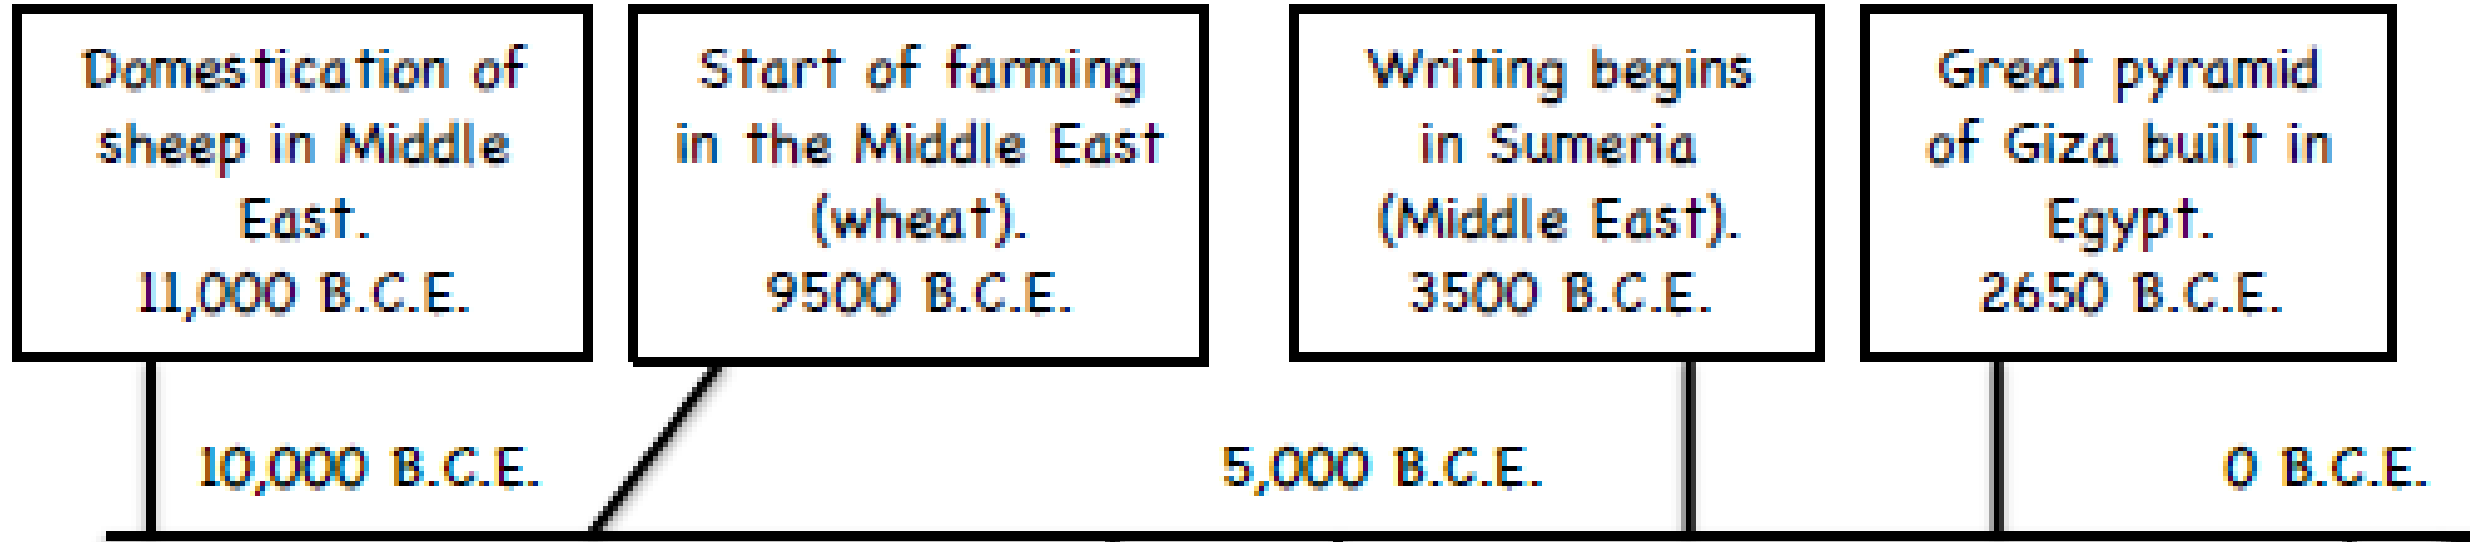 Domestication of
sheep in Middle
East.
11,000 B.C.E.
Start of farming
in the Middle East
(wheat).
9500 B.C.E.
Writing begins
in Sumeria
(Middle East).
3500 B.C.E.
Great pyramid
of Giza built in
Egypt.
2650 B.C.E.
10,000 B.C.E.
5,000 B.C.E.
0 B.C.E.